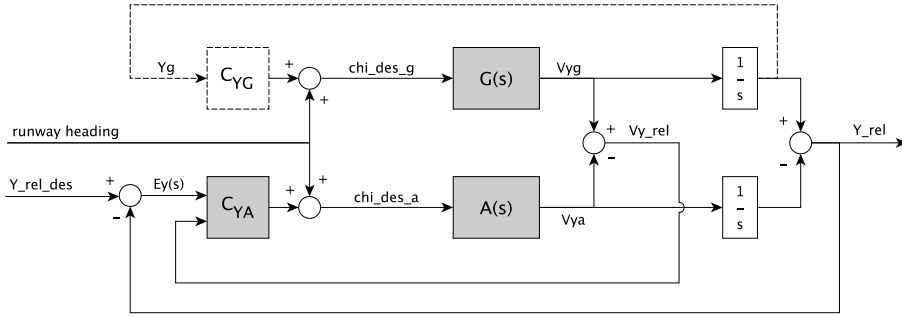 Yg
C_YG
+
+
chi_des_g
G(s)
Vyg
1
s
runway heading
+
−
Vy_rel
+
−
Y_rel
Y_rel_des
+
−
Ey(s)
C_YA
+
+
chi_des_a
A(s)
Vya
1
s